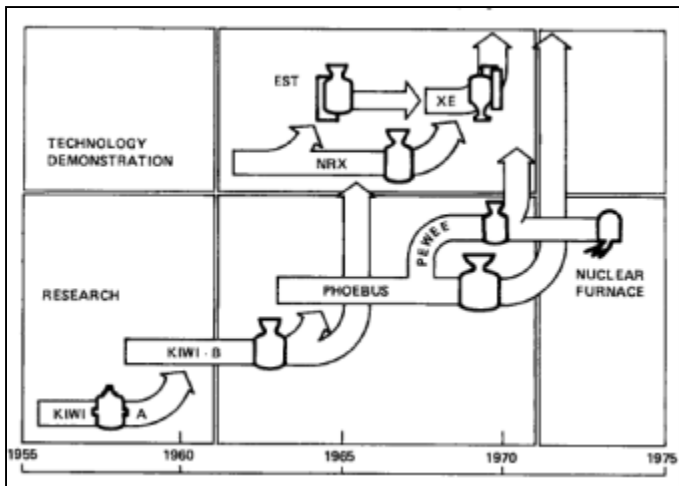 EST
XE
TECHNOLOGY
DEMONSTRATION
NRX
PEWEE
RESEARCH
PHOEBUS
NUCLEAR
FURNACE
KIWI - B
KIWI A
1955 1960 1965 1970 1975